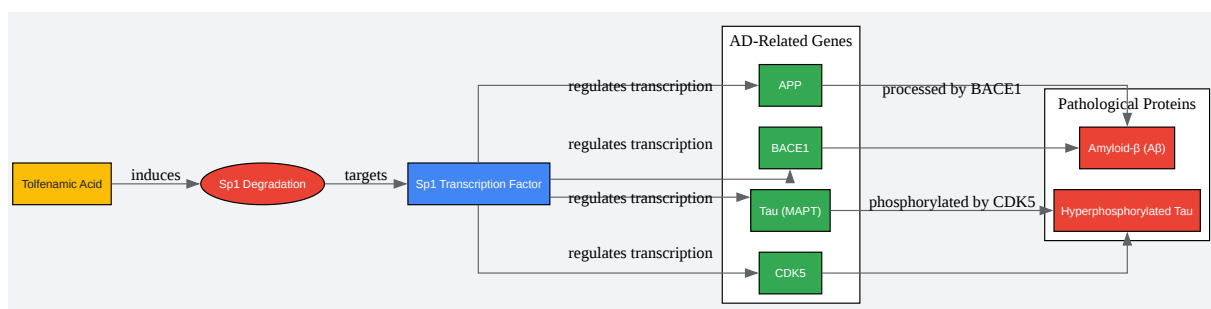 AD-Related Genes
regulates transcription
APP
processed by BACE1
Pathological Proteins
regulates transcription
BACE1
Amyloid-β (Aβ)
Tolfenamic Acid
induces
Sp1 Degradation
targets
Sp1 Transcription Factor
regulates transcription
Tau (MAPT)
phosphorylated by CDK5
Hyperphosphorylated Tau
regulates transcription
CDK5